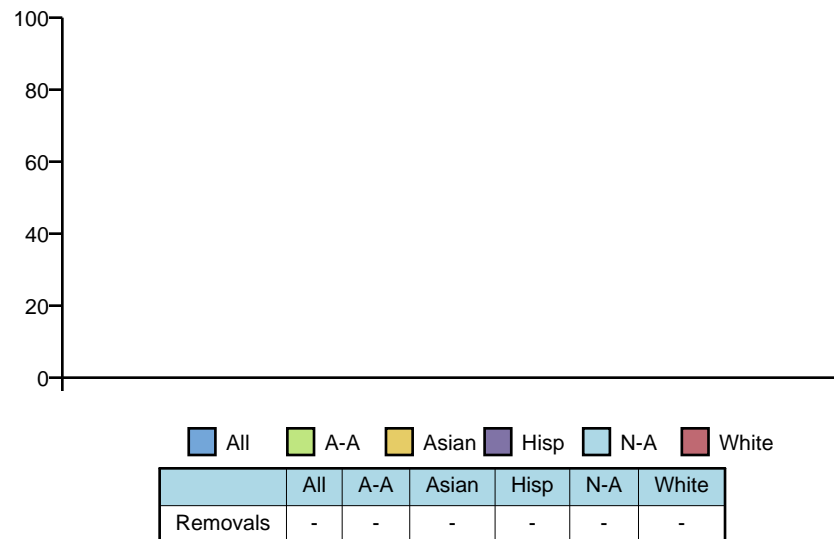 100
80
60
40
20
0
All A-A Asian Hisp N-A White
All A-A Asian Hisp N-A White
Removals - - - - - -